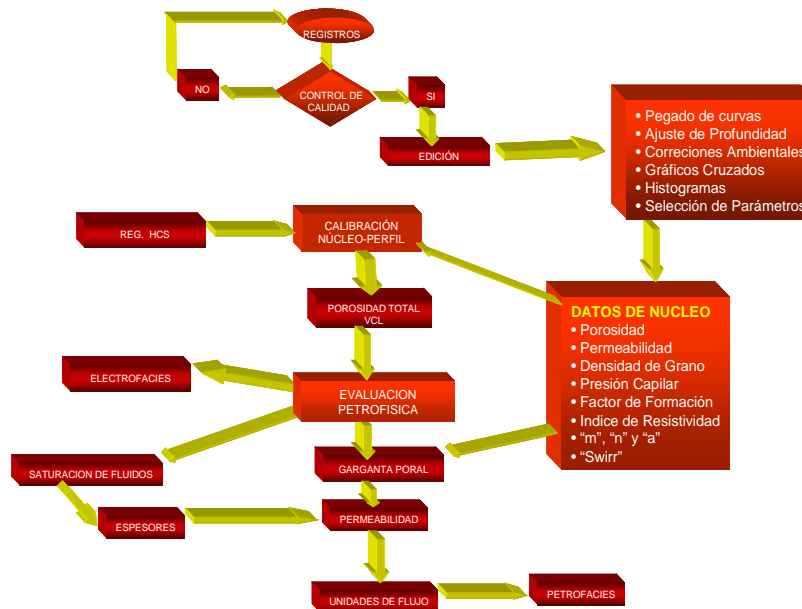 REGISTROS
NO
CONTROL DE
CALIDAD
SI
EDICIÓN
• Pegado de curvas
• Ajuste de Profundidad
• Correciones Ambientales
• Gráficos Cruzados
• Histogramas
• Selección de Parámetros
REG. HCS
CALIBRACIÓN
NÚCLEO-PERFIL
POROSIDAD TOTAL
VCL
DATOS DE NUCLEO
• Porosidad
• Permeabilidad
• Densidad de Grano
• Presión Capilar
• Factor de Formación
• Indice de Resistividad
• “m”, “n” y “a”
• “Swirr”
ELECTROFACIES
EVALUACION
PETROFISICA
SATURACION DE FLUIDOS
GARGANTA PORAL
ESPESORES
PERMEABILIDAD
UNIDADES DE FLUJO
PETROFACIES